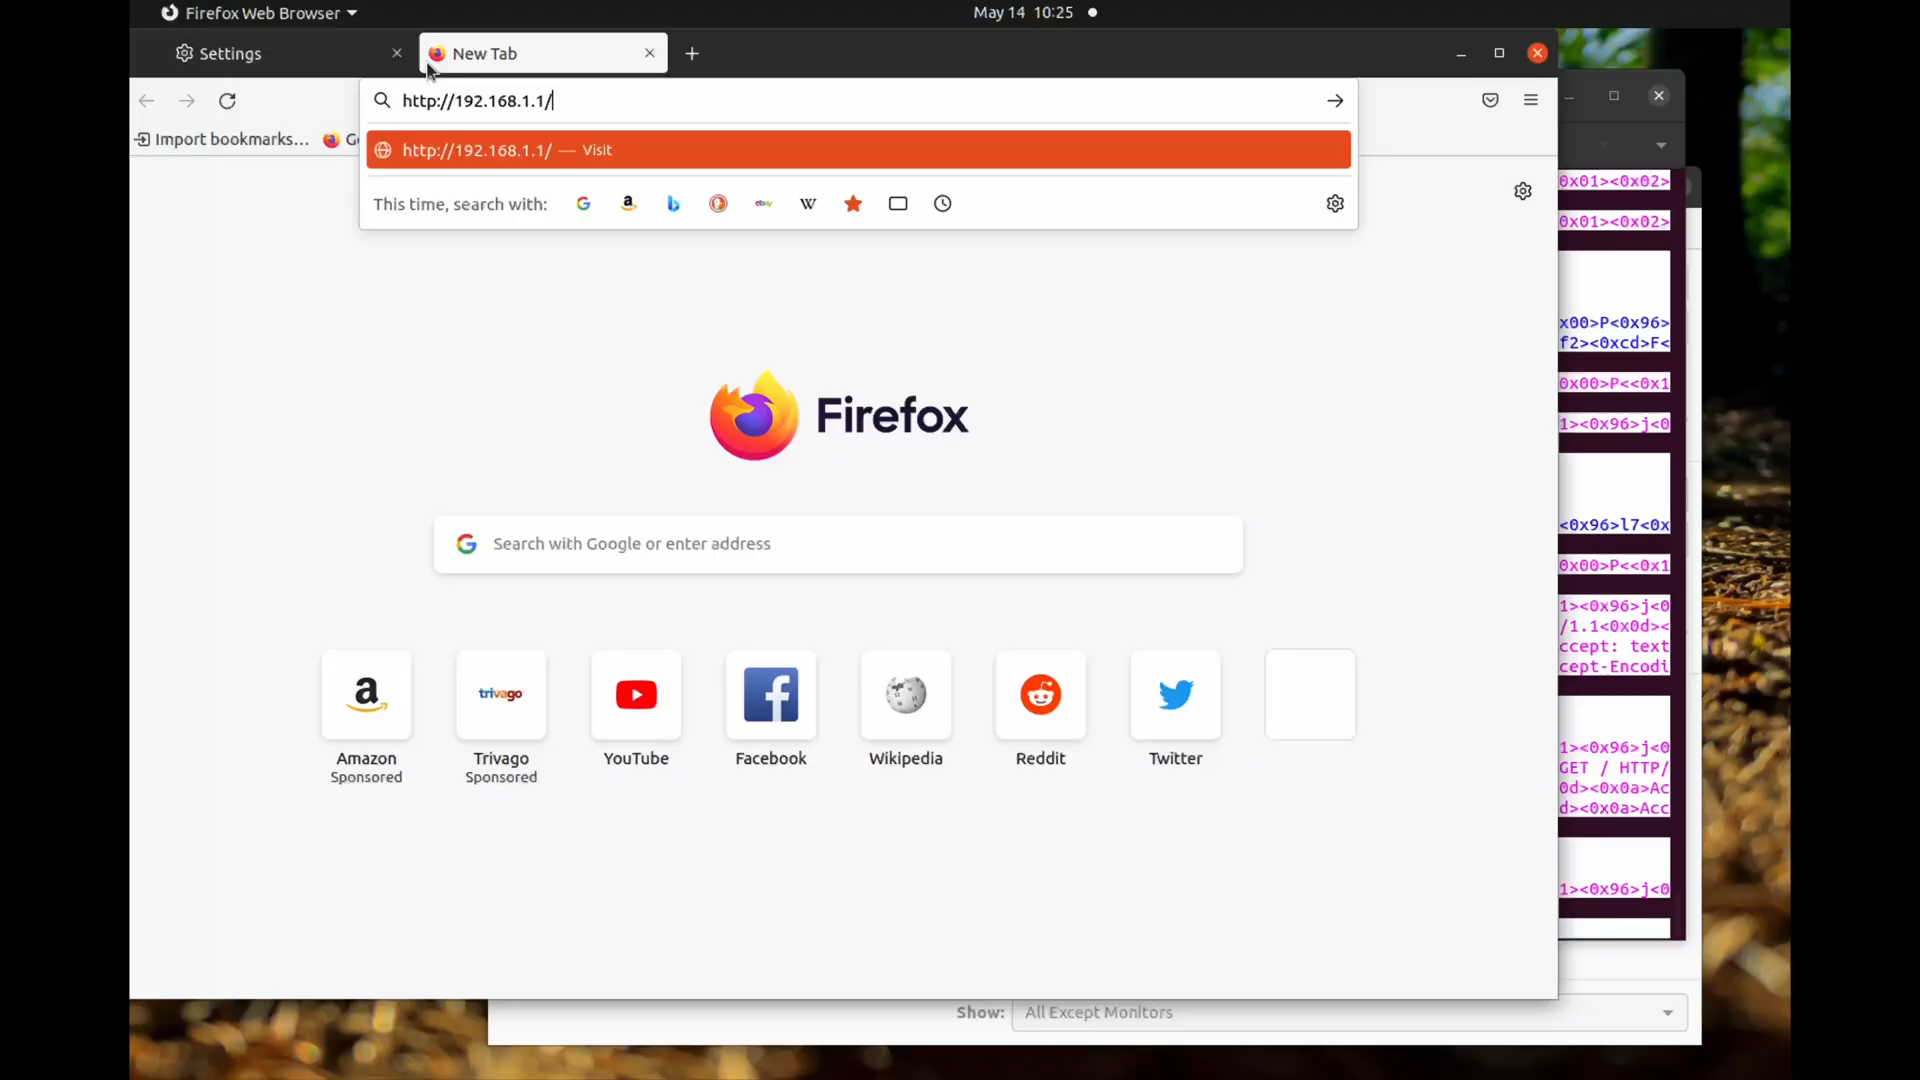 Firefox Web Browser
May 14 10:25
Settings
New Tab
http://192.168.1.1/
Import bookmarks...
http://192.168.1.1/ — Visit
This time, search with:
Firefox
Search with Google or enter address
trivago
Amazon
Sponsored
Trivago
Sponsored
YouTube
Facebook
Wikipedia
Reddit
Twitter
0x01><0x02>
0x01><0x02>
x00>P<0x96>
f2><0xcd>F<
0x00>P<<0x1
1><0x96>j<0
<0x96>l7<0x
0x00>P<<0x1
1><0x96>j<0
/1.1<0x0d><
ccept: text
cept-Encodi
1><0x96>j<0
GET / HTTP/
0d><0x0a>Ac
d><0x0a>Acc
1><0x96>j<0
Show: All Except Monitors